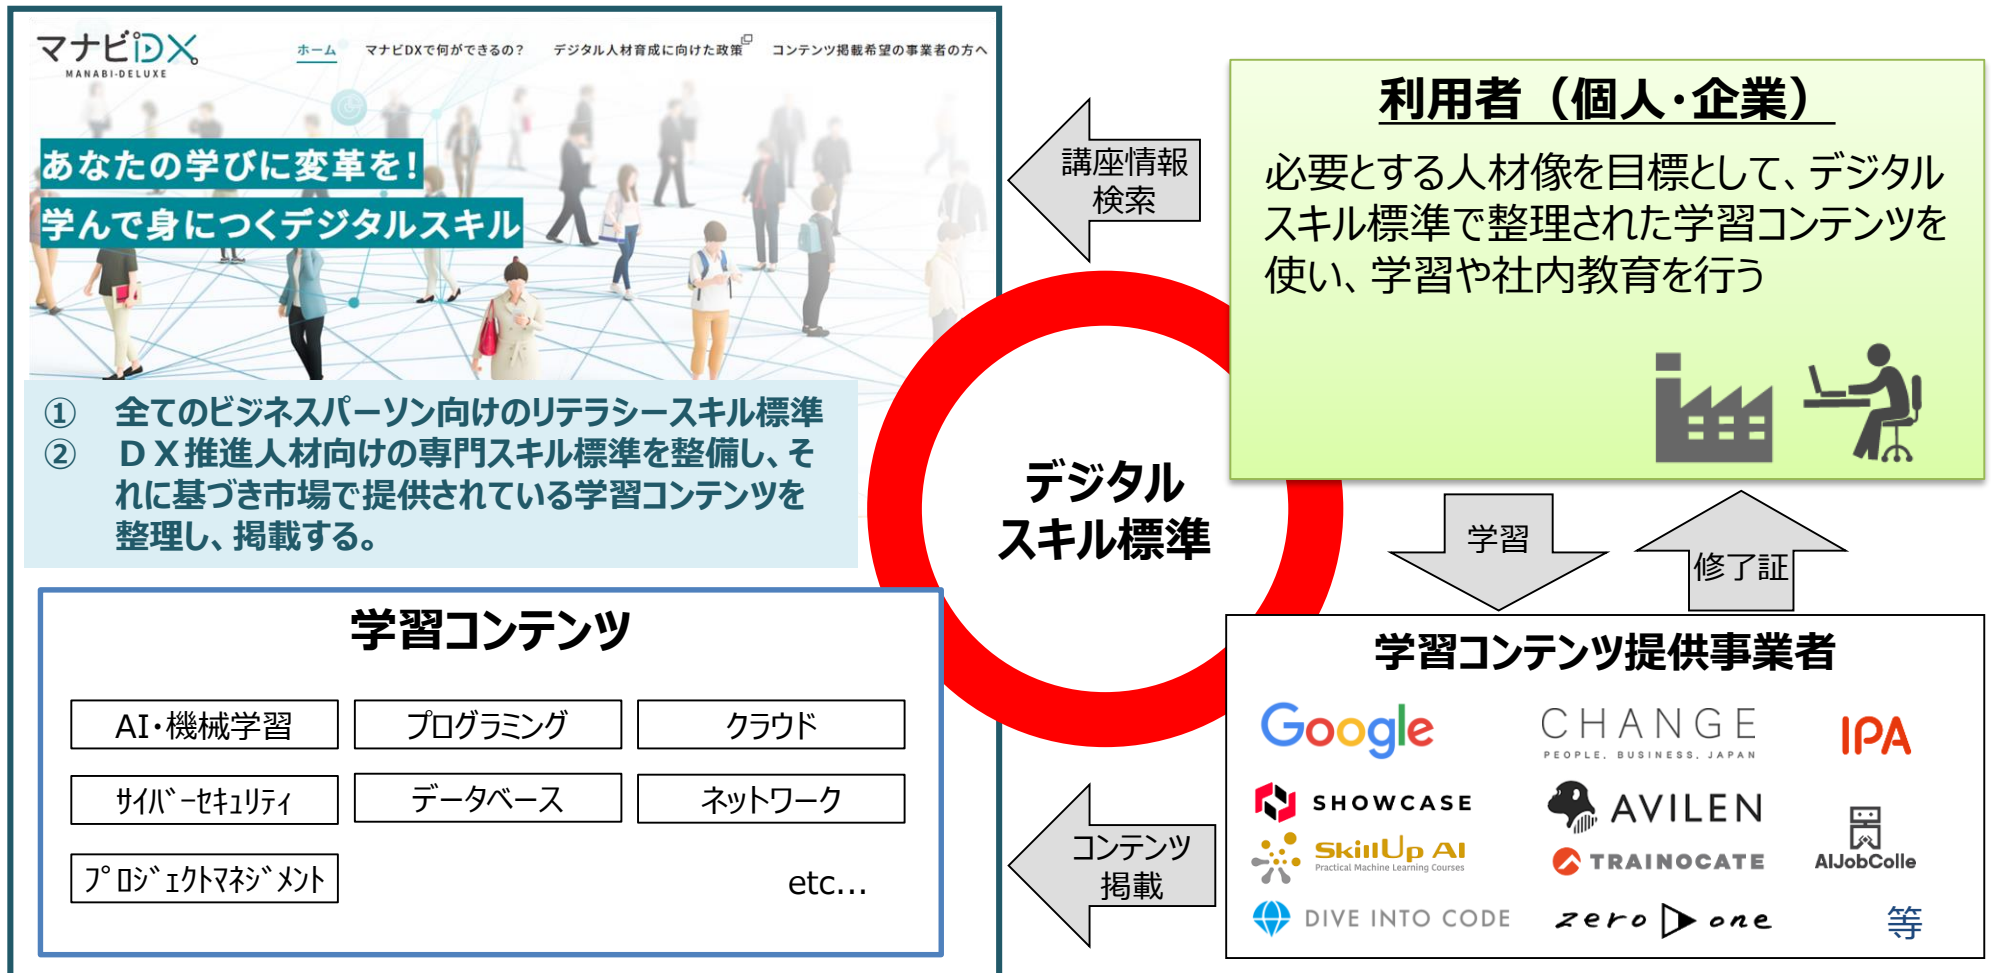 マナビDX
MANABI-DELUXE
ホーム
マナビDXで何ができるの？
デジタル人材育成に向けた政策
コンテンツ掲載希望の事業者の方へ
あなたの学びに変革を！
学んで身につくデジタルスキル
① 全てのビジネスパーソン向けのリテラシースキル標準
② ＤＸ推進人材向けの専門スキル標準を整備し、そ
れに基づき市場で提供されている学習コンテンツを
整理し、掲載する。
学習コンテンツ
AI・機械学習
プログラミング
クラウド
ｻｲﾊﾞｰｾｷｭﾘﾃｨ
データベース
ネットワーク
ﾌﾟﾛｼﾞｪｸﾄﾏﾈｼﾞﾒﾝﾄ
etc...
講座情報
検索
デジタル
スキル標準
コンテンツ
掲載
利用者（個人・企業）
必要とする人材像を目標として、デジタル
スキル標準で整理された学習コンテンツを
使い、学習や社内教育を行う
学習
修了証
学習コンテンツ提供事業者
Google
CHANGE
PEOPLE, BUSINESS, JAPAN
IPA
SHOWCASE
AVILEN
SkillUp AI
Practical Machine Learning Courses
TRAINOCATE
AIJobColle
DIVE INTO CODE
zero one
等